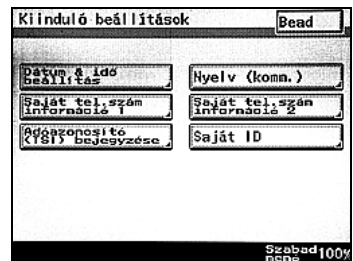 Kiinduló beállítások
Bead
Dátum & idő
beállítás
Nyelv (komm.)
Saját tel.szám
információ 1
Saját tel.szám
információ 2
Adóazonosító
(TSI) bejegyzése
Saját ID
Szabad
100%